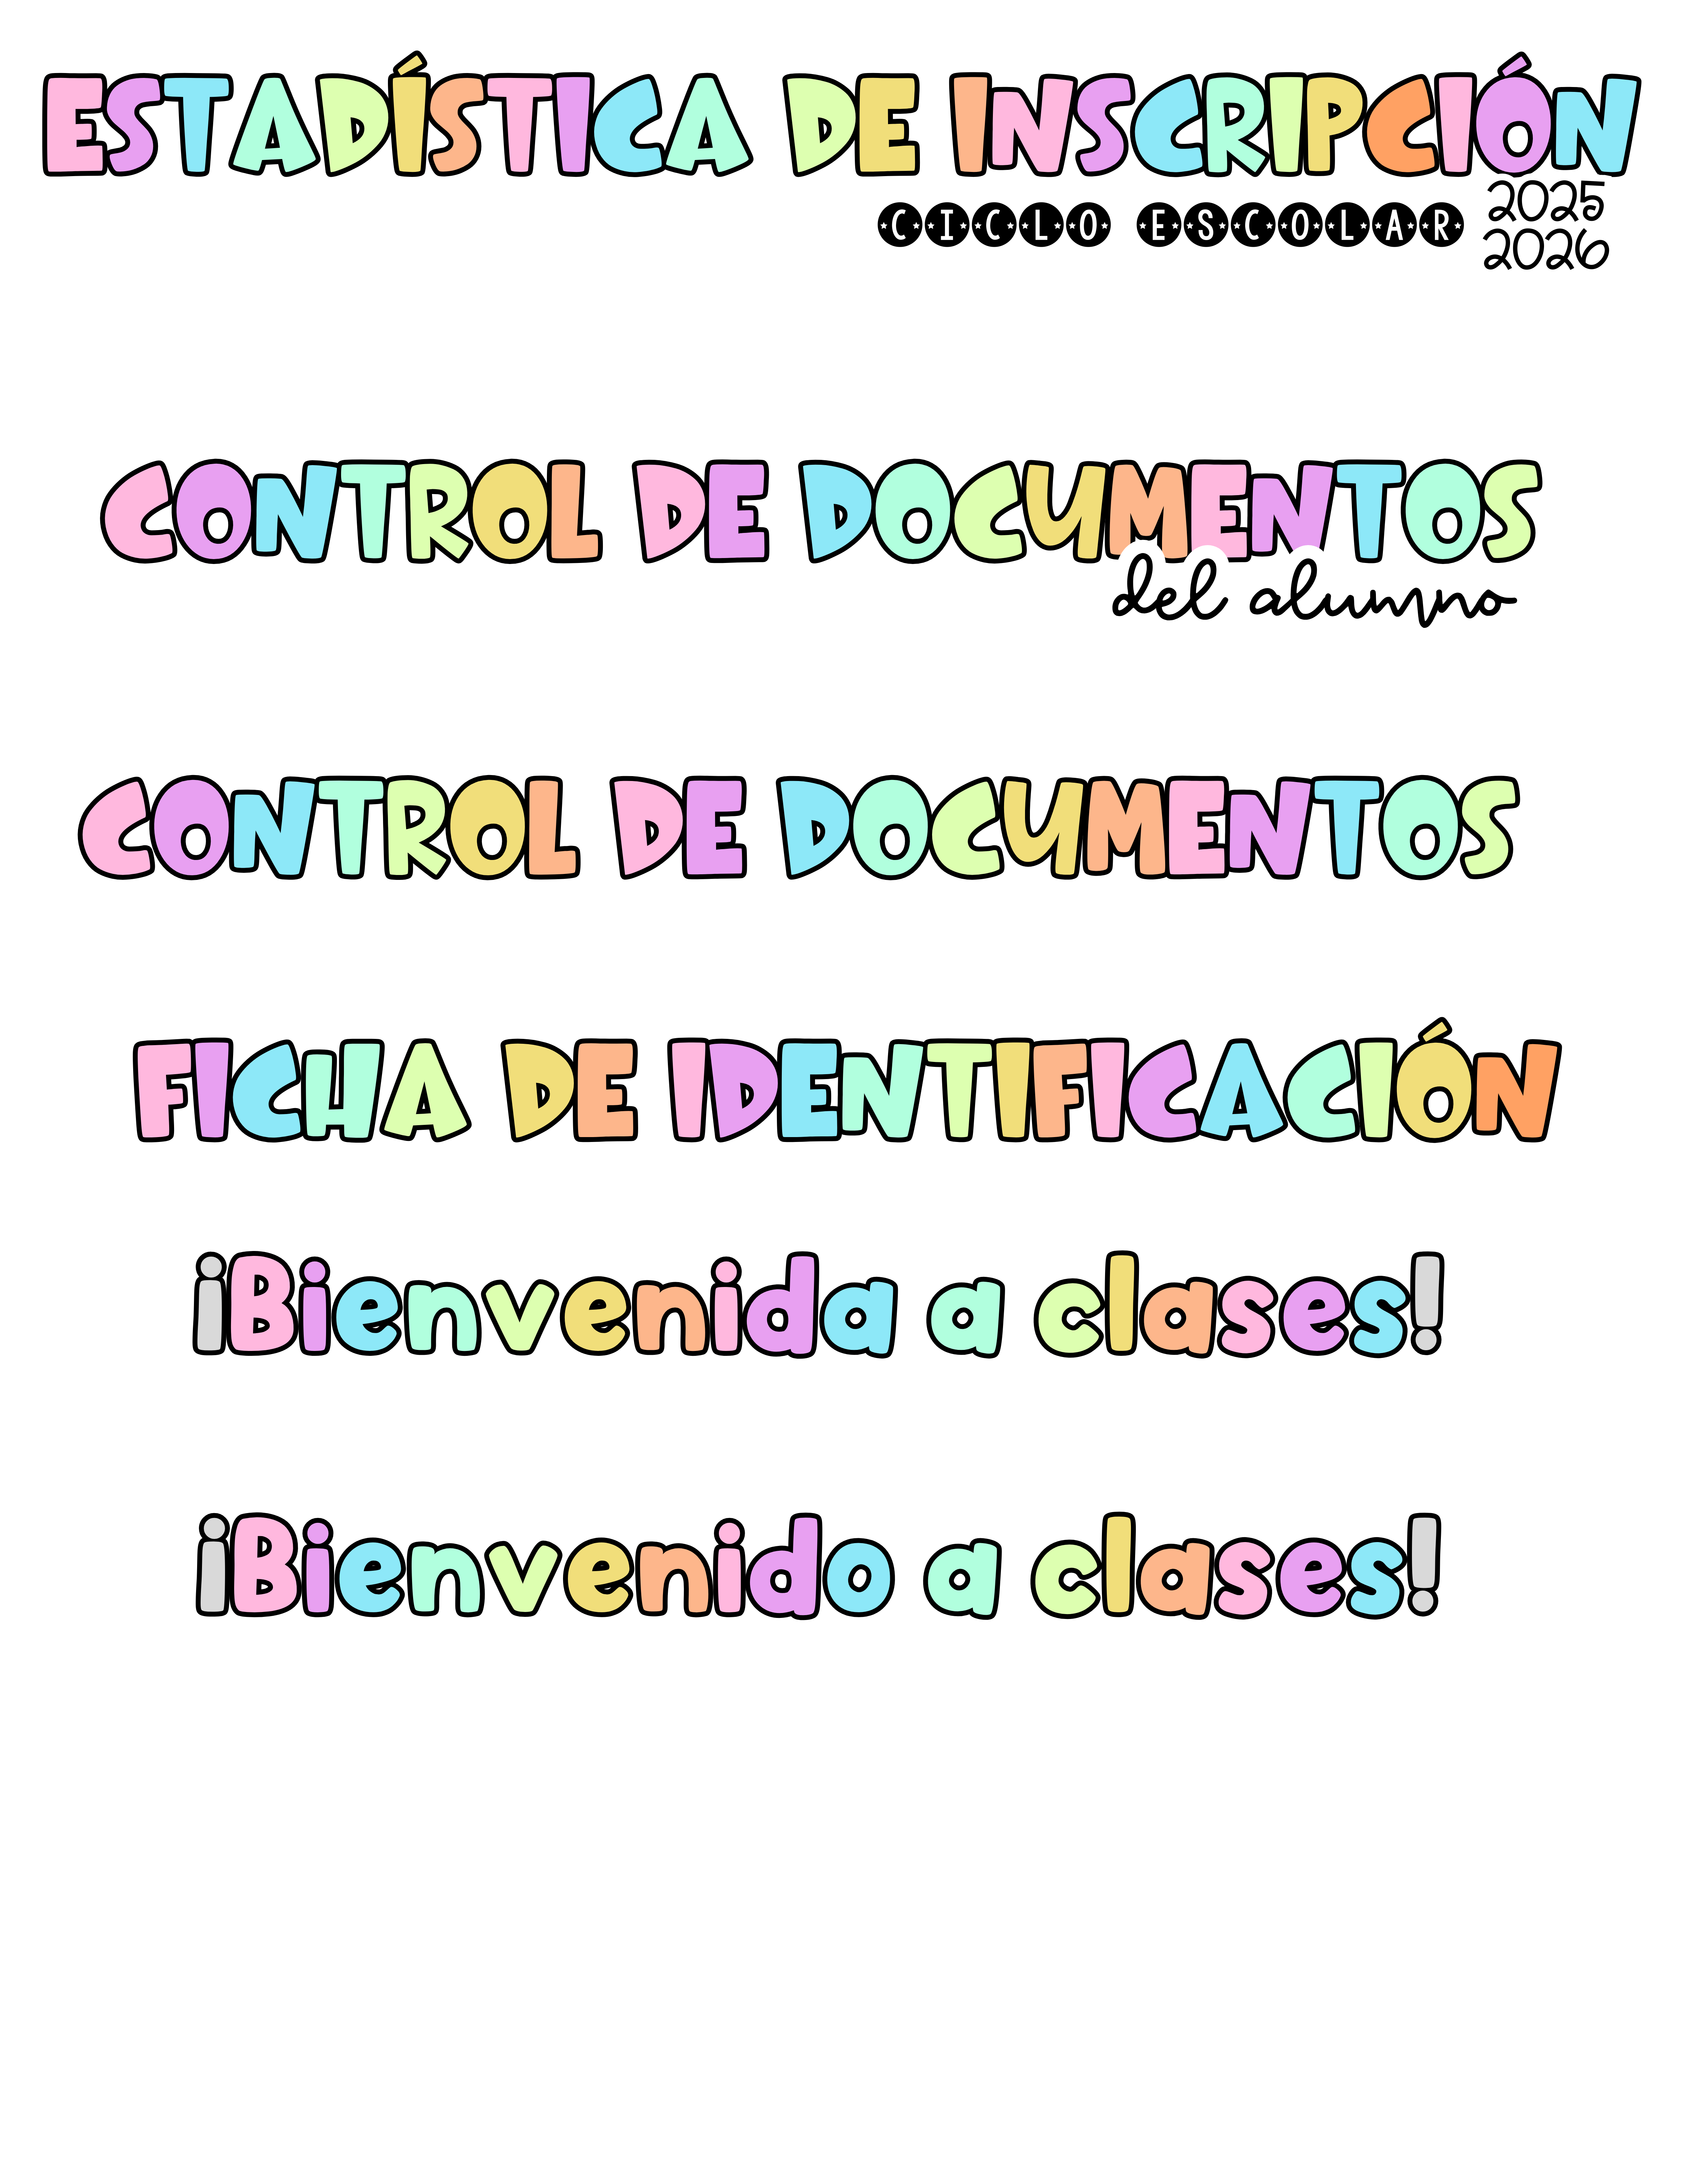 ESTADÍSTICA DE INSCRIPCIÓN
CICLO ESCOLAR 2025
2026
CONTROL DE DOCUMENTOS
del alumno
CONTROL DE DOCUMENTOS
FICHA DE IDENTIFICACIÓN
¡Bienvenida a clases!
¡Bienvenido a clases!